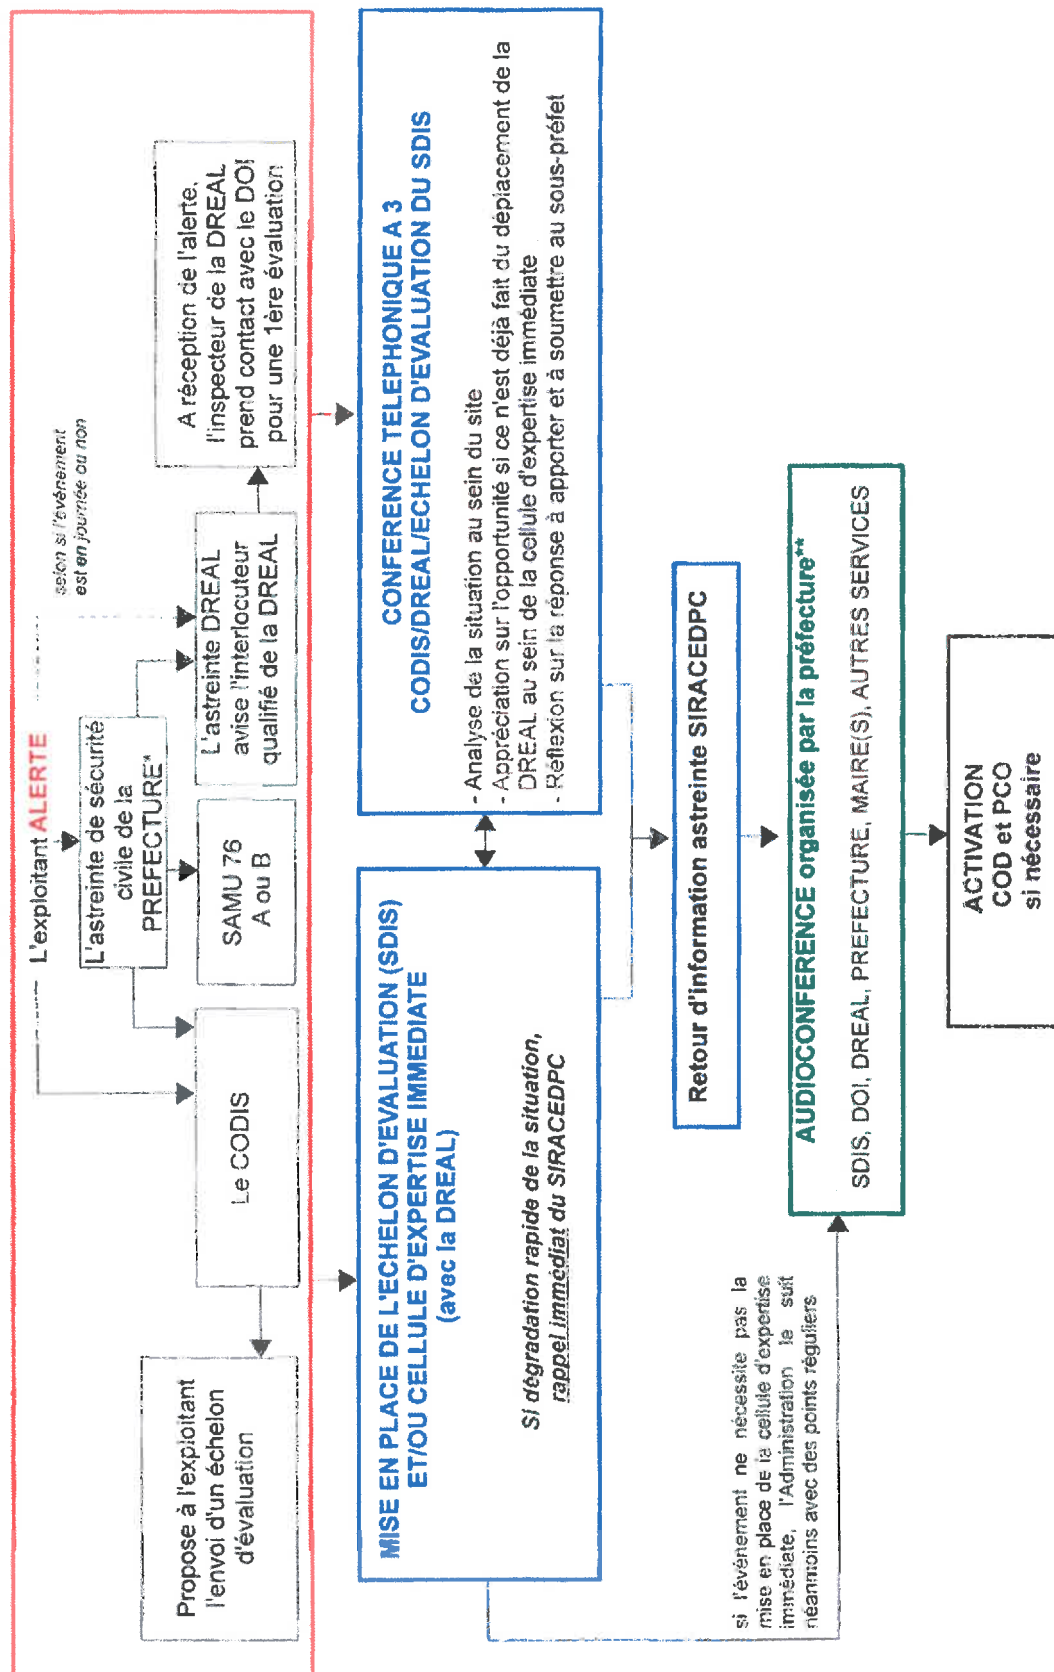 L'exploitant ALERTE
selon si l'événement
est en journée ou non
L'astreinte de sécurité
civile de la
PREFECTURE*
Propose à l'exploitant
l'envoi d'un échelon
d'évaluation
Le CODIS
SAMU 76
A ou B
L'astreinte DREAL
avise l'interlocuteur
qualifié de la DREAL
A réception de l'alerte,
l'inspecteur de la DREAL
prend contact avec le DOI
pour une 1ère évaluation
MISE EN PLACE DE L'ECHELON D'EVALUATION (SDIS)
ET/OU CELLULE D'EXPERTISE IMMEDIATE
(avec la DREAL)
Si dégradation rapide de la situation,
rappel immédiat du SIRACEDPC
CONFERENCE TELEPHONIQUE A 3
CODIS/DREAL/ECHELON D'EVALUATION DU SDIS
- Analyse de la situation au sein du site
- Appréciation sur l'opportunité si ce n'est déjà fait du déplacement de la
DREAL au sein de la cellule d'expertise immédiate
- Réflexion sur la réponse à apporter et à soumettre au sous-préfet
Retour d'information astreinte SIRACEDPC
si l'événement ne nécessite pas la
mise en place de la cellule d'expertise
immédiate, l'Administration le suit
néanmoins avec des points réguliers
AUDIOCONFERENCE organisée par la préfecture**
SDIS, DOI, DREAL, PREFECTURE, MAIRE(S), AUTRES SERVICES
ACTIVATION
COD et PCO
si nécessaire